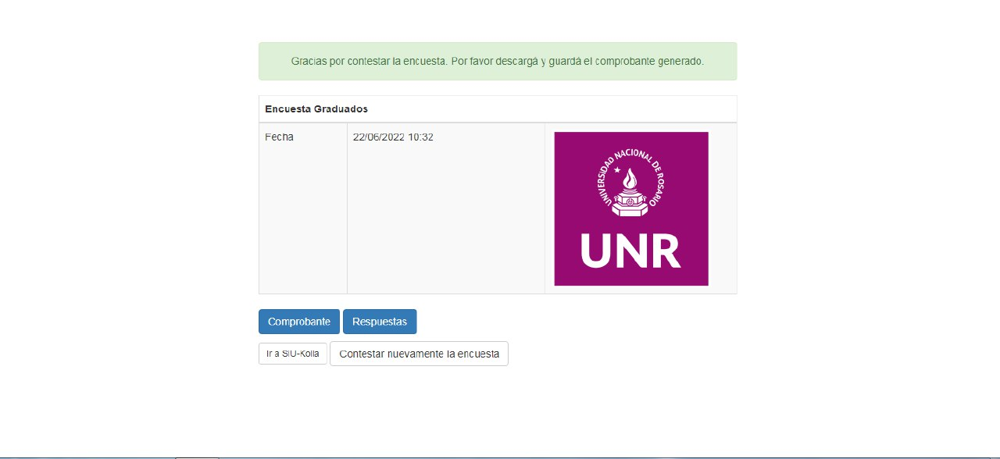 Gracias por contestar la encuesta. Por favor descargá y guardá el comprobante generado.
Encuesta Graduados
Fecha
22/06/2022 10:32
UNIVERSIDAD NACIONAL DE ROSARIO
UNR
Comprobante
Respuestas
Ir a SIU-Kolla
Contestar nuevamente la encuesta